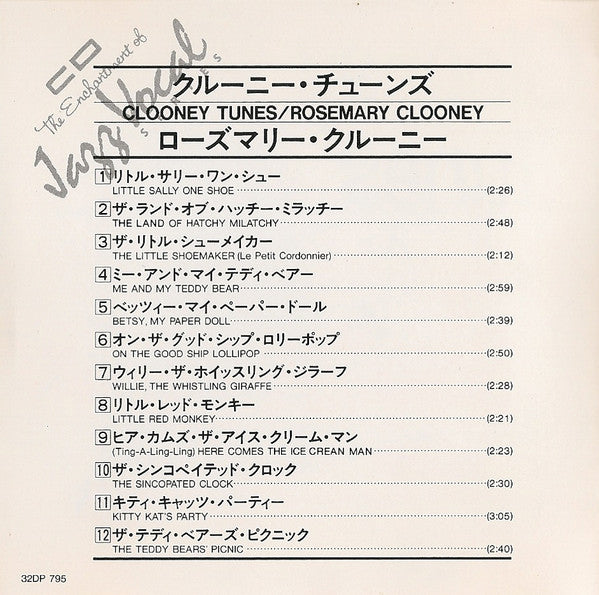 CD
The Enchantment of
Jazz Vocal
SERIES
クルーニー・チューンズ
CLOONEY TUNES/ROSEMARY CLOONEY
ローズマリー・クルーニー
1 リトル・サリー・ワン・シュー
LITTLE SALLY ONE SHOE (2:26)
2 ザ・ランド・オブ・ハッチー・ミラッチー
THE LAND OF HATCHY MILATCHY (2:48)
3 ザ・リトル・シューメイカー
THE LITTLE SHOEMAKER (Le Petit Cordonnier) (2:12)
4 ミー・アンド・マイ・テディ・ベアー
ME AND MY TEDDY BEAR (2:59)
5 ベッツィー・マイ・ペーパー・ドール
BETSY, MY PAPER DOLL (2:39)
6 オン・ザ・グッド・シップ・ロリーポップ
ON THE GOOD SHIP LOLLIPOP (2:50)
7 ウィリー・ザ・ホイッスリング・ジラーフ
WILLIE, THE WHISTLING GIRAFFE (2:28)
8 リトル・レッド・モンキー
LITTLE RED MONKEY (2:21)
9 ヒア・カムズ・ザ・アイス・クリーム・マン
(Ting-A-Ling-Ling) HERE COMES THE ICE CREAN MAN (2:23)
10 ザ・シンコペイテッド・クロック
THE SINCOPATED CLOCK (2:30)
11 キティ・キャッツ・パーティー
KITTY KAT'S PARTY (3:05)
12 ザ・テディ・ベアーズ・ピクニック
THE TEDDY BEARS' PICNIC (2:40)
32DP 795